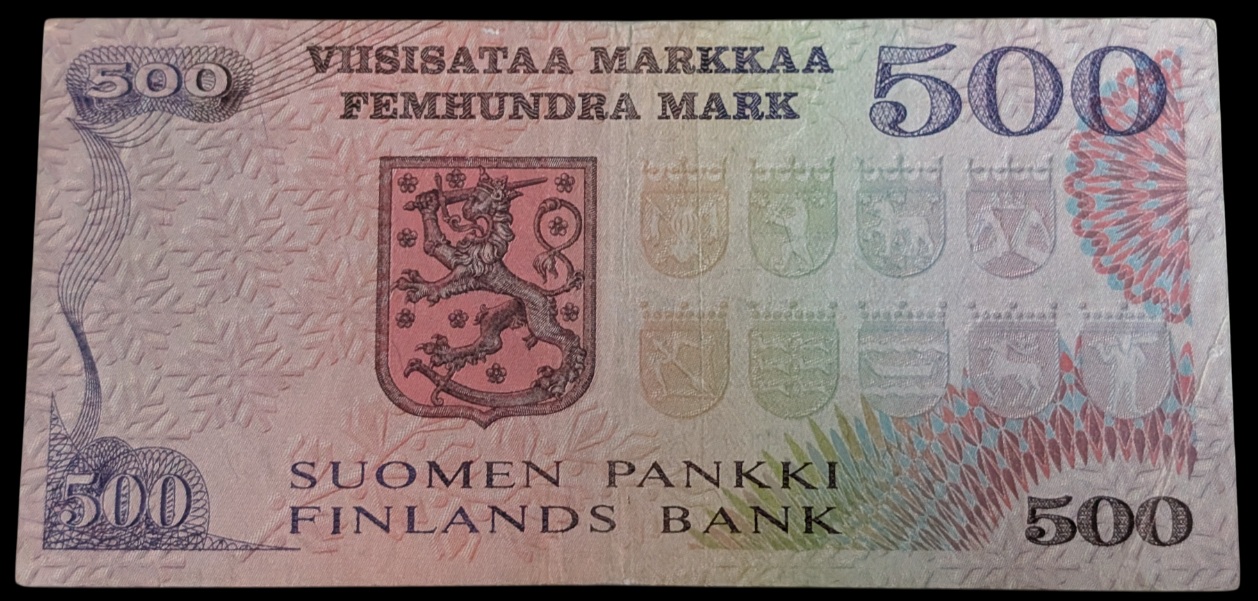 500
VIISISATAA MARKKAA
FEMHUNDRA MARK
500
SUOMEN PANKKI
FINLANDS BANK
500
500